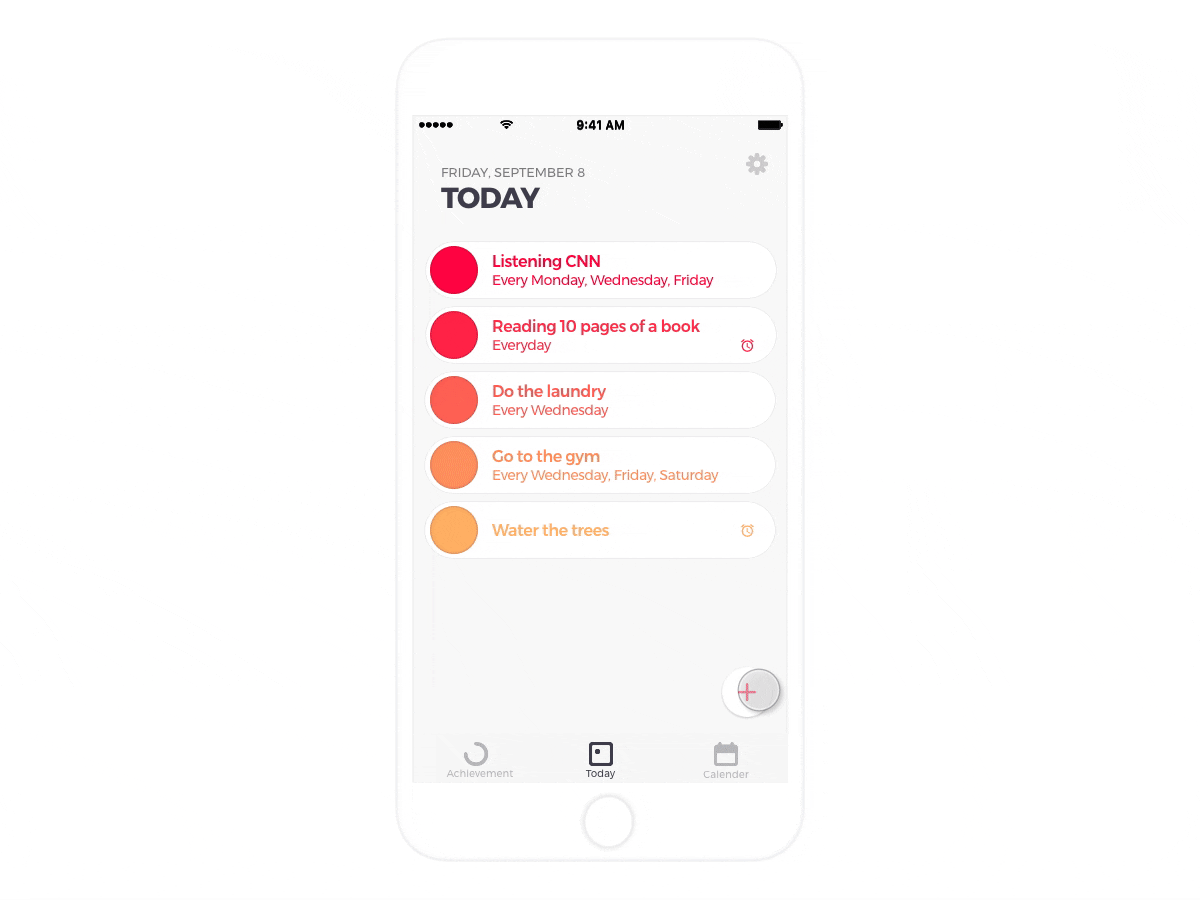 9:41 AM
FRIDAY, SEPTEMBER 8
TODAY
Listening CNN
Every Monday, Wednesday, Friday
Reading 10 pages of a book
Everyday
Do the laundry
Every Wednesday
Go to the gym
Every Wednesday, Friday, Saturday
Water the trees
Achievement
Today
Calender